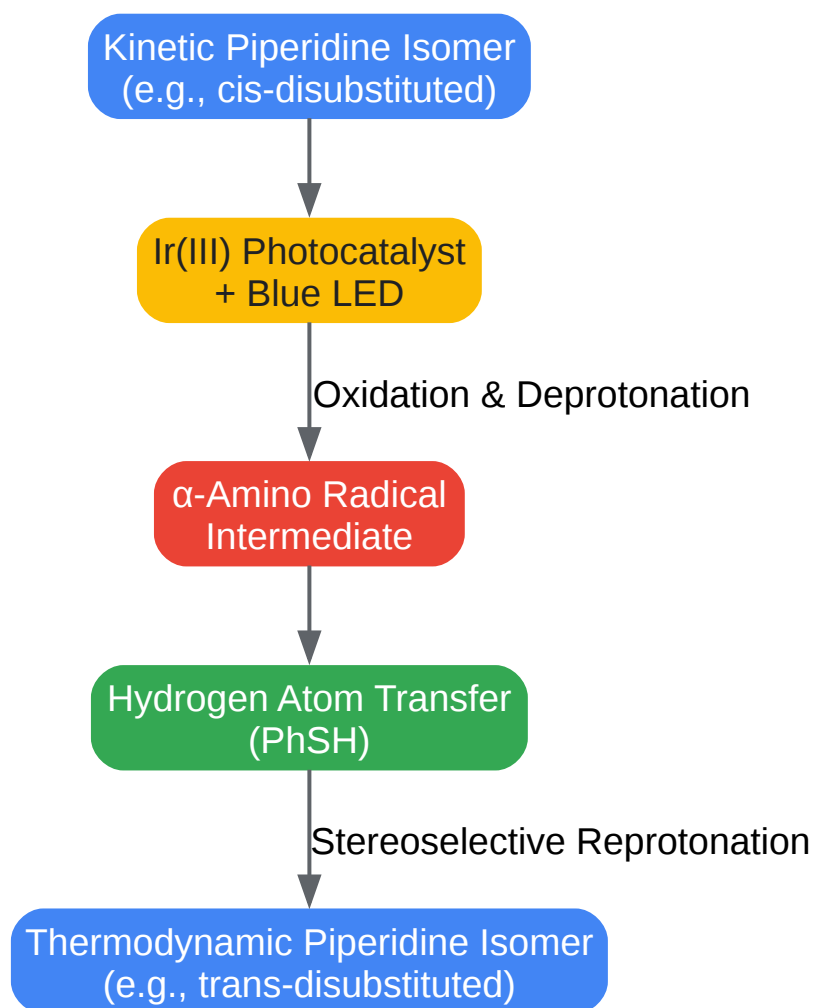 Kinetic Piperidine Isomer
(e.g., cis-disubstituted)
Ir(III) Photocatalyst
+ Blue LED
Oxidation & Deprotonation
α-Amino Radical
Intermediate
Hydrogen Atom Transfer
(PhSH)
Stereoselective Reprotonation
Thermodynamic Piperidine Isomer
(e.g., trans-disubstituted)